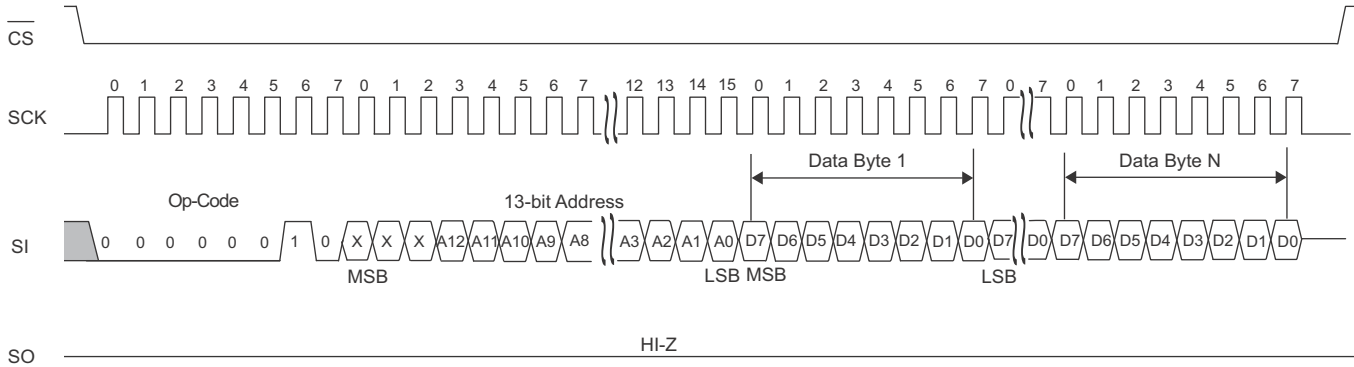 CS
SCK
0 1 2 3 4 5 6 7 0 1 2 3 4 5 6 7 12 13 14 15 0 1 2 3 4 5 6 7 0 7 0 1 2 3 4 5 6 7
Data Byte 1 Data Byte N
Op-Code 13-bit Address
SI
0 0 0 0 0 0 1 0 X X X A12 A11 A10 A9 A8 A3 A2 A1 A0 D7 D6 D5 D4 D3 D2 D1 D0 D7 D0 D7 D6 D5 D4 D3 D2 D1 D0
MSB LSB MSB LSB
SO
HI-Z